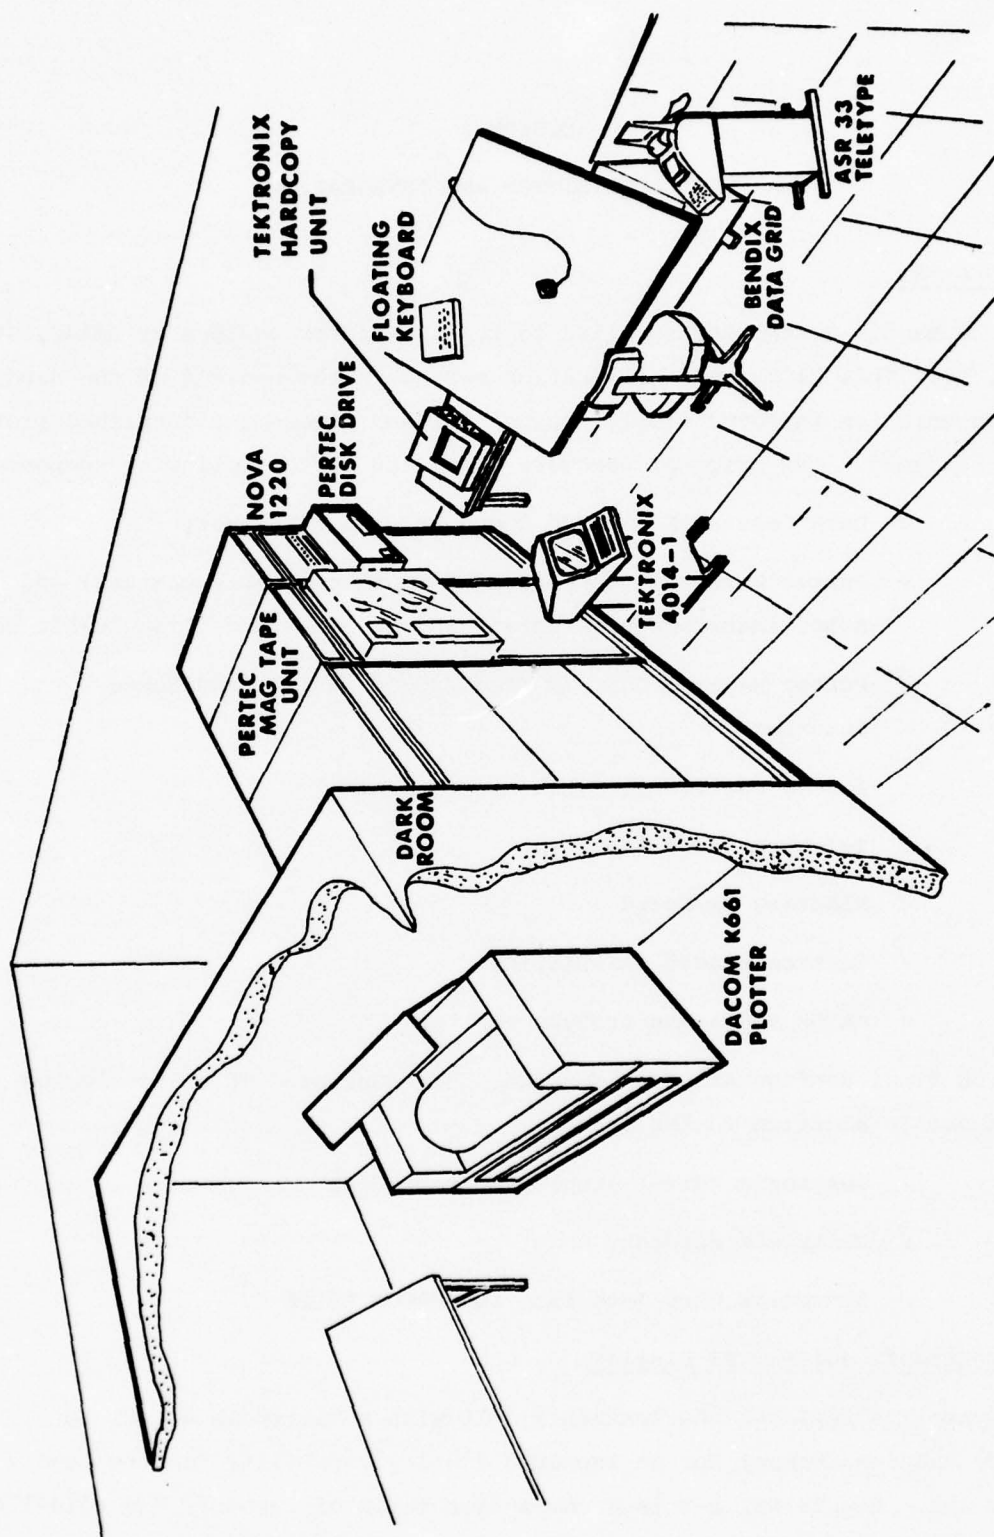 TEKTRONIX
HARDCOPY
UNIT
FLOATING
KEYBOARD
NOVA
1220
PERTEC
DISK DRIVE
PERTEC
MAG TAPE
UNIT
DARK
ROOM
TEKTRONIX
4014-1
BENDIX
DATA GRID
ASR 33
TELETYPE
DACOM K661
PLOTTER